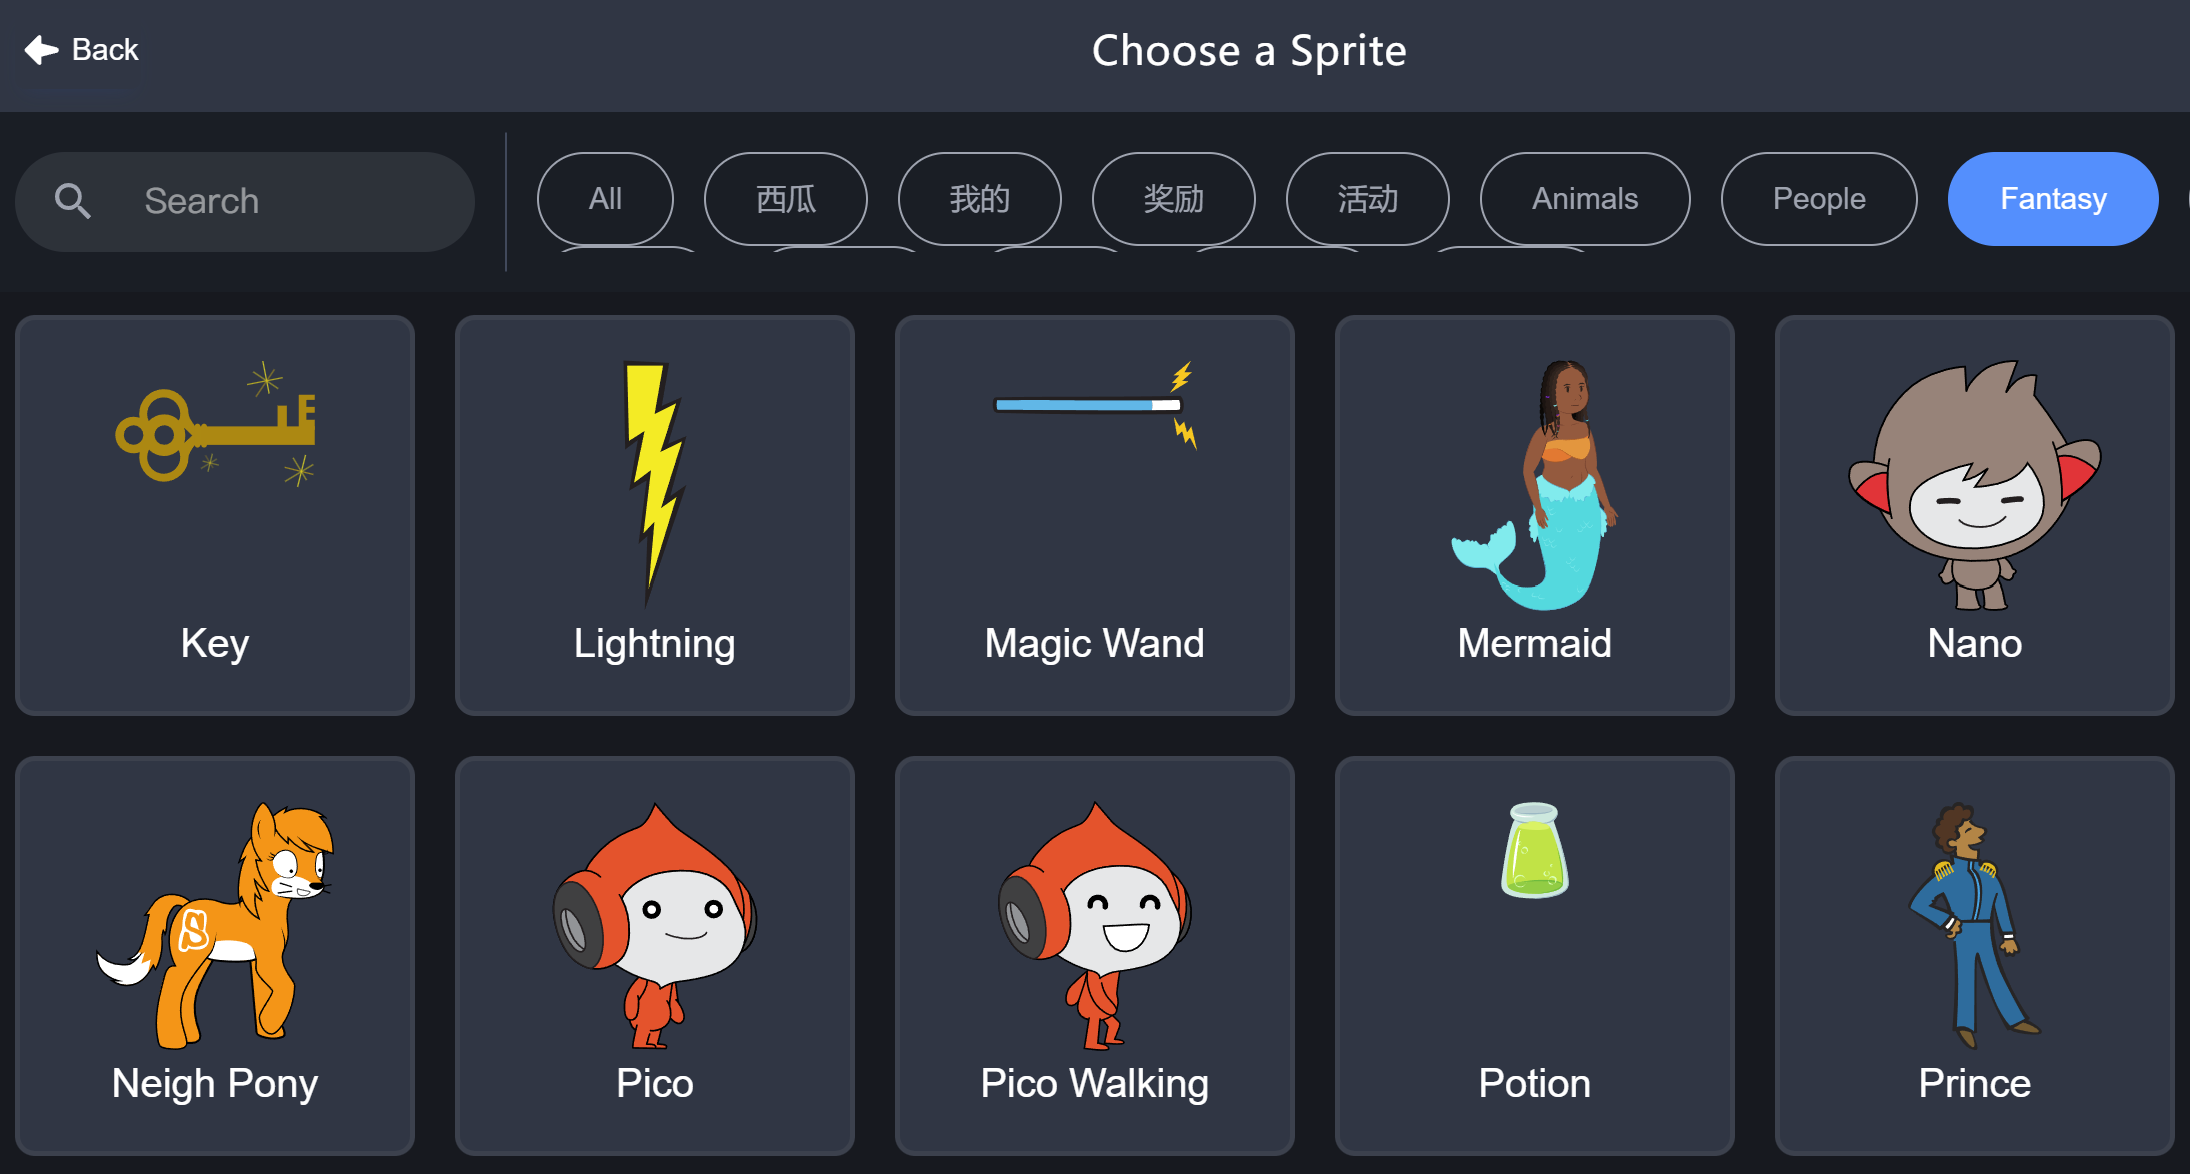 Back
Choose a Sprite
Search
All
西瓜
我的
奖励
活动
Animals
People
Fantasy
Key
Lightning
Magic Wand
Mermaid
Nano
S
Neigh Pony
Pico
Pico Walking
Potion
Prince